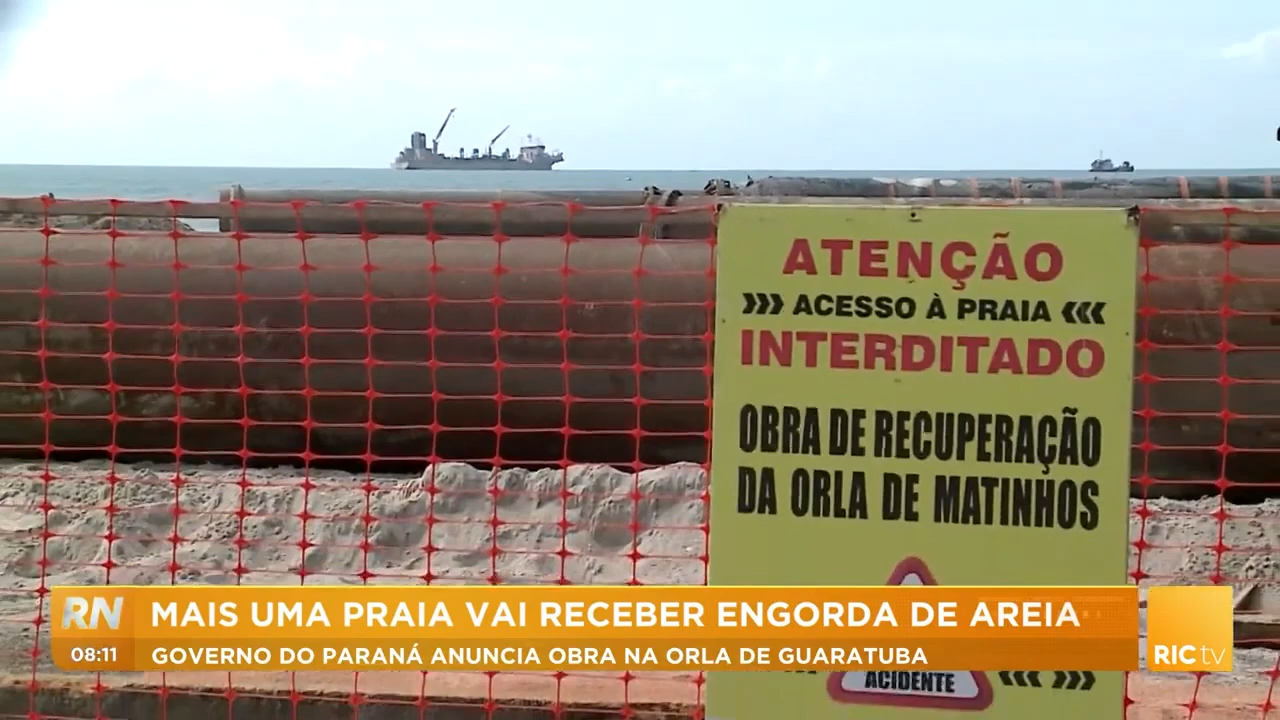 ATENÇÃO
ACESSO À PRAIA
INTERDITADO
OBRA DE RECUPERAÇÃO
DA ORLA DE MATINHOS
RN MAIS UMA PRAIA VAI RECEBER ENGORDA DE AREIA
08:11 GOVERNO DO PARANÁ ANUNCIA OBRA NA ORLA DE GUARATUBA
RICtv
ACIDENTE